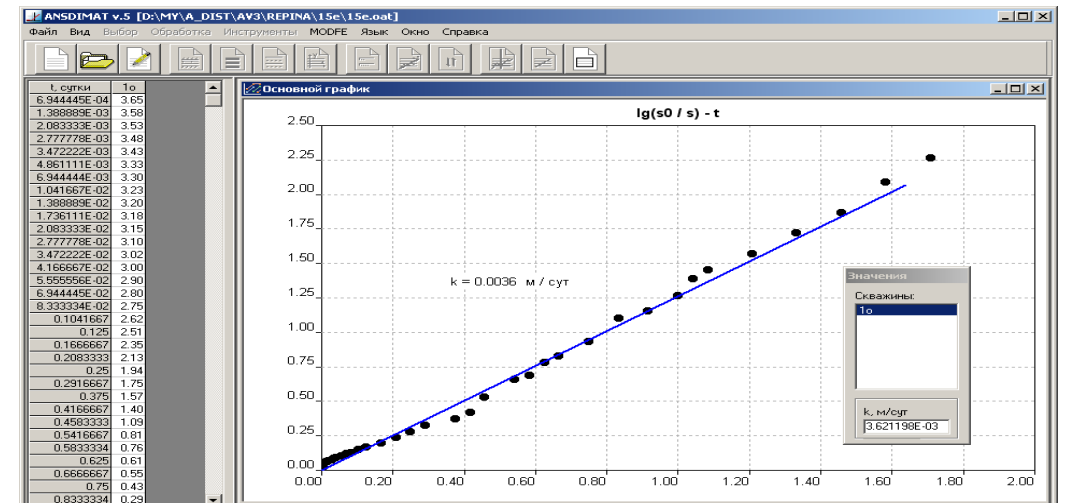 ANSDIMAT v.5 [D:\MY\A_DIST\AV3\REPINA\15e\15e.oat]
Файл Вид Выбор Обработка Инструменты MODFE Язык Окно Справка
t, сутки 1о
6.944445E-04 3.65
1.388889E-03 3.58
2.083333E-03 3.53
2.777778E-03 3.48
3.472222E-03 3.43
4.861111E-03 3.33
6.944444E-03 3.30
1.041667E-02 3.23
1.388889E-02 3.20
1.736111E-02 3.18
2.083333E-02 3.15
2.777778E-02 3.10
3.472222E-02 3.02
4.166667E-02 3.00
5.555556E-02 2.90
6.944445E-02 2.80
8.333334E-02 2.75
0.1041667 2.62
0.125 2.51
0.1666667 2.35
0.2083333 2.13
0.25 1.94
0.2916667 1.75
0.375 1.57
0.4166667 1.40
0.4583333 1.09
0.5416667 0.81
0.5833334 0.76
0.625 0.61
0.6666667 0.55
0.75 0.43
0.8333334 0.29
Основной график
lg(s0 / s) - t
2.50
2.25
2.00
1.75
1.50
1.25
1.00
0.75
0.50
0.25
0.00
k = 0.0036 м / сут
0.00 0.20 0.40 0.60 0.80 1.00 1.20 1.40 1.60 1.80 2.00
Значения
Скважины:
1о
k, м/сут
3.621198E-03